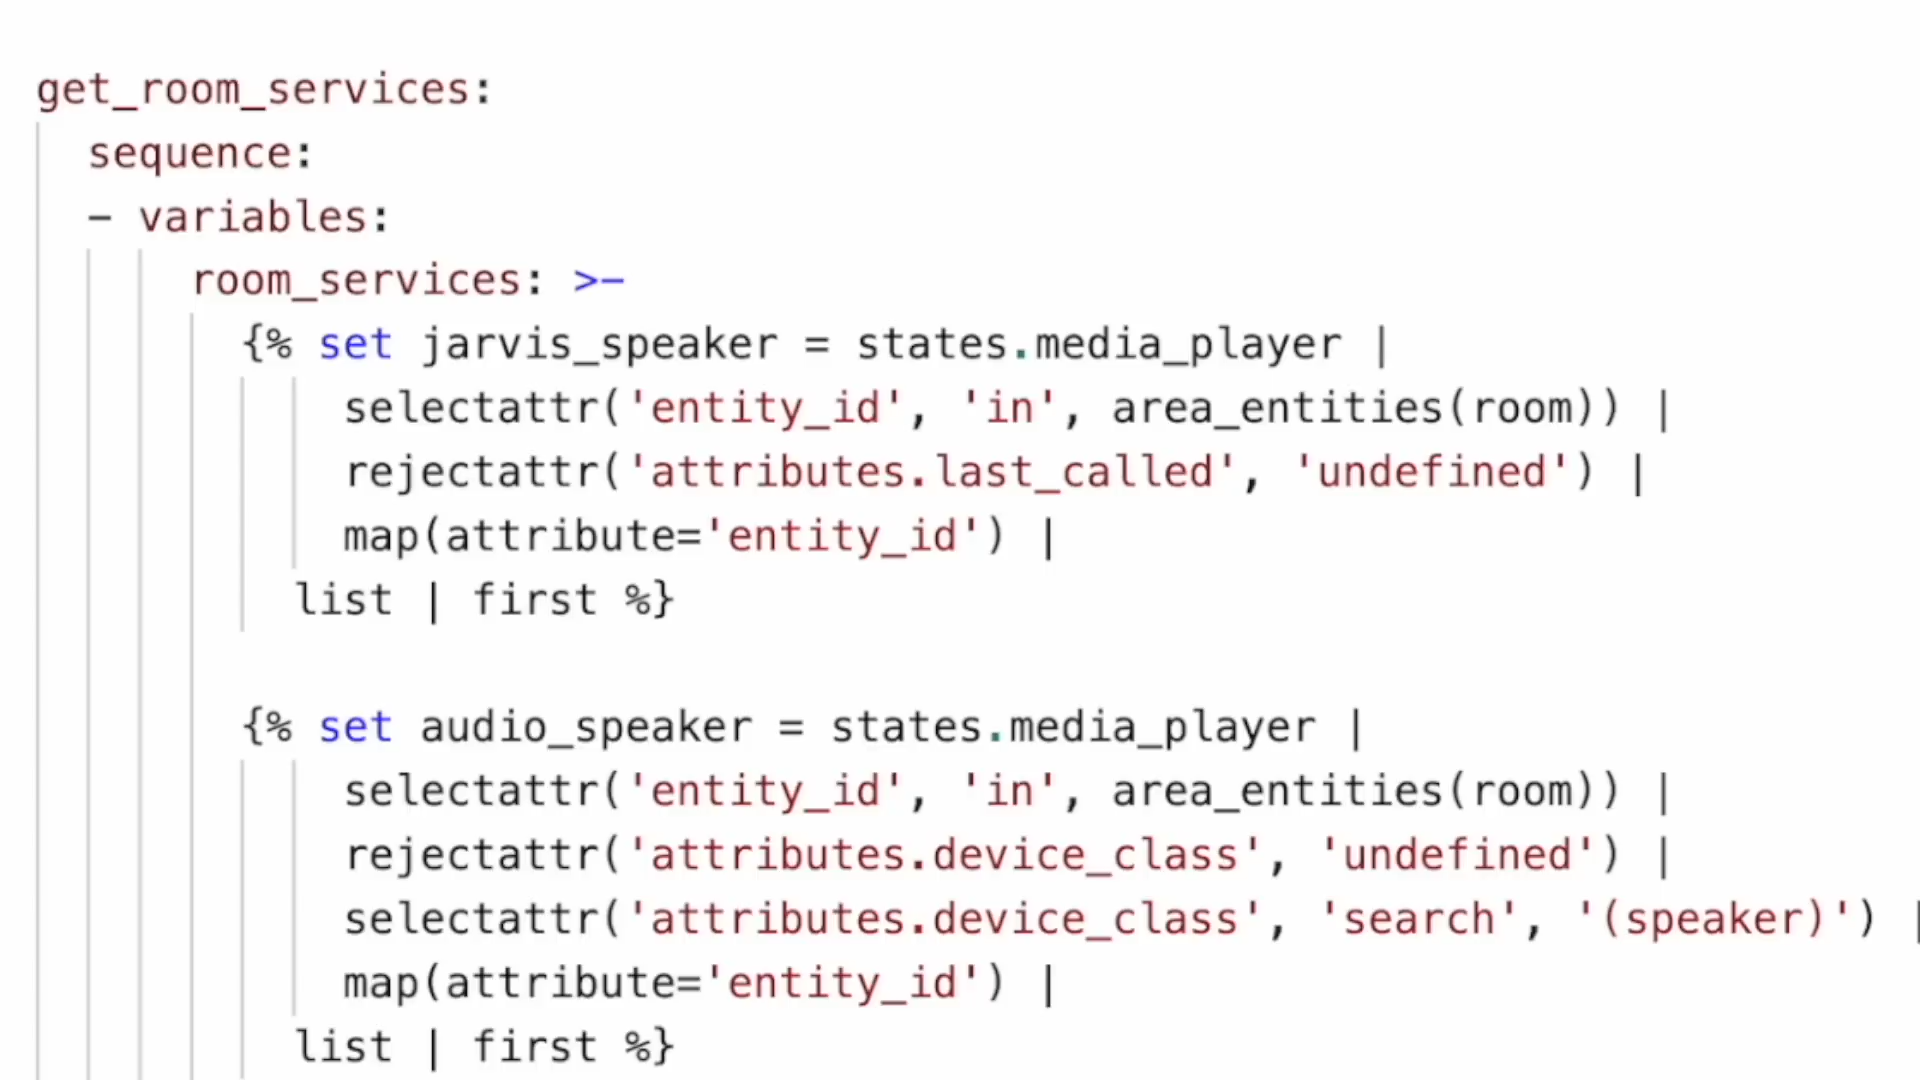 get_room_services:
sequence:
- variables:
room_services: >-
{% set jarvis_speaker = states.media_player |
selectattr('entity_id', 'in', area_entities(room)) |
rejectattr('attributes.last_called', 'undefined') |
map(attribute='entity_id') |
list | first %}
{% set audio_speaker = states.media_player |
selectattr('entity_id', 'in', area_entities(room)) |
rejectattr('attributes.device_class', 'undefined') |
selectattr('attributes.device_class', 'search', '(speaker)') |
map(attribute='entity_id') |
list | first %}